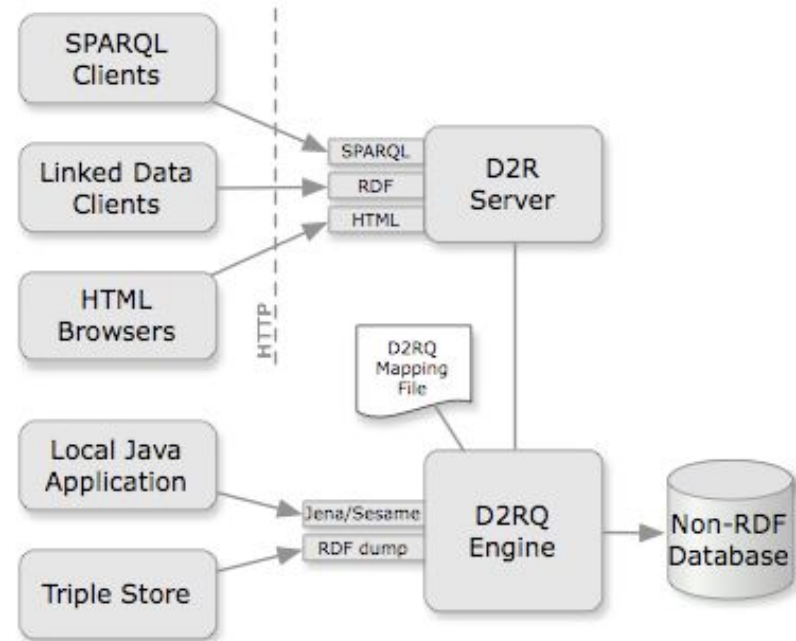 SPARQL
Clients
Linked Data
Clients
HTML
Browsers
HTTP
SPARQL
RDF
HTML
D2R
Server
D2RQ
Mapping
File
Local Java
Application
Triple Store
Jena/Sesame
RDF dump
D2RQ
Engine
Non-RDF
Database